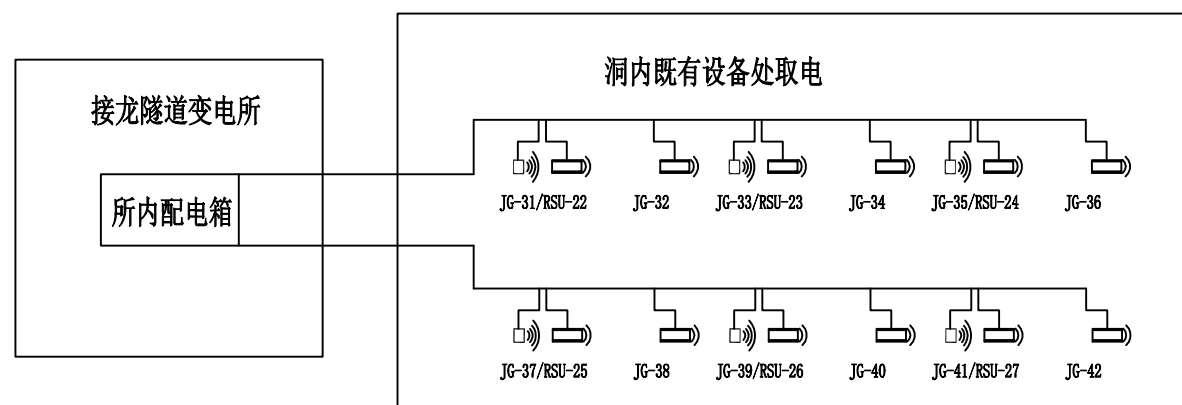 洞内既有设备处取电
接龙隧道变电所
所内配电箱
JG-31/RSU-22 JG-32 JG-33/RSU-23 JG-34 JG-35/RSU-24 JG-36
JG-37/RSU-25 JG-38 JG-39/RSU-26 JG-40 JG-41/RSU-27 JG-42